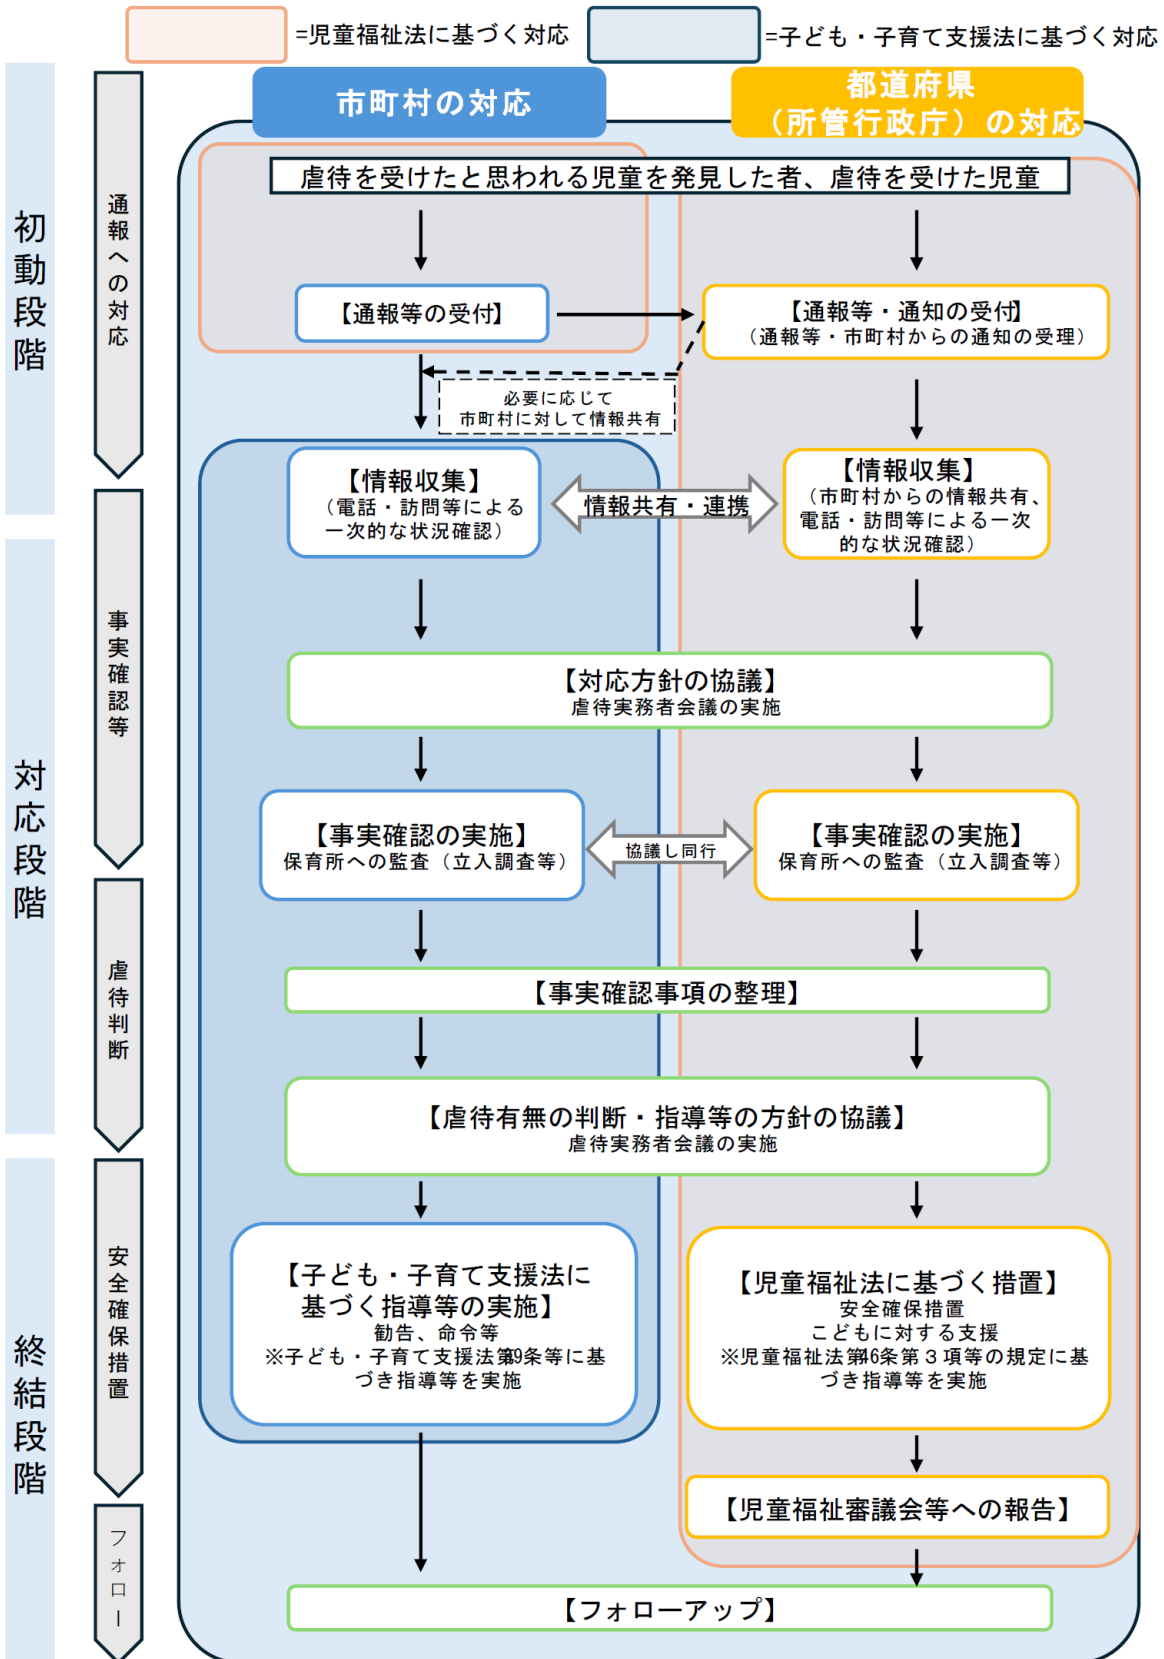 =児童福祉法に基づく対応
=子ども・子育て支援法に基づく対応
市町村の対応
都道府県
（所管行政庁）の対応
初動段階
通報への対応
虐待を受けたと思われる児童を発見した者、虐待を受けた児童
【通報等の受付】
【通報等・通知の受付】
（通報等・市町村からの通知の受理）
必要に応じて
市町村に対して情報共有
【情報収集】
（電話・訪問等による
一次的な状況確認）
情報共有・連携
【情報収集】
（市町村からの情報共有、
電話・訪問等による一次
的な状況確認）
対応段階
事実確認等
【対応方針の協議】
虐待実務者会議の実施
【事実確認の実施】
保育所への監査（立入調査等）
協議し同行
【事実確認の実施】
保育所への監査（立入調査等）
虐待判断
【事実確認事項の整理】
【虐待有無の判断・指導等の方針の協議】
虐待実務者会議の実施
終結段階
安全確保措置
【子ども・子育て支援法に
基づく指導等の実施】
勧告、命令等
※子ども・子育て支援法第39条等に基
づき指導等を実施
【児童福祉法に基づく措置】
安全確保措置
こどもに対する支援
※児童福祉法第46条第３項等の規定に基
づき指導等を実施
【児童福祉審議会等への報告】
フォロー
【フォローアップ】